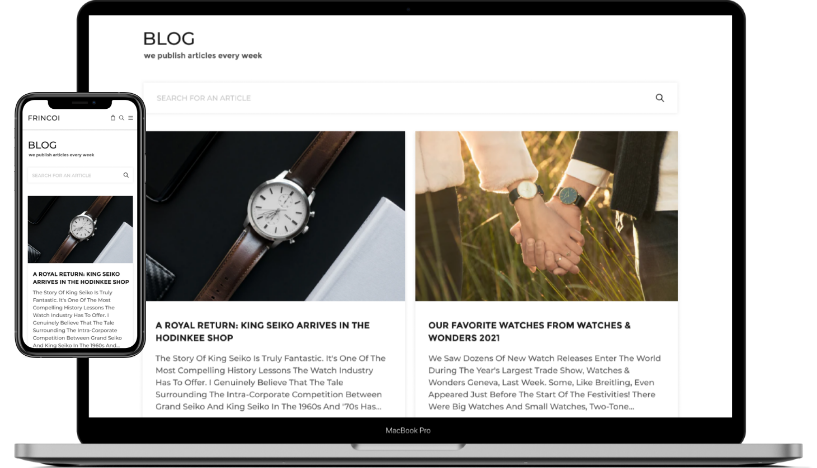 BLOG
we publish articles every week
SEARCH FOR AN ARTICLE
A ROYAL RETURN: KING SEIKO ARRIVES IN THE
HODINKEE SHOP
The Story Of King Seiko Is Truly Fantastic. It's One Of The
Most Compelling History Lessons The Watch Industry
Has To Offer. I Genuinely Believe That The Tale
Surrounding The Intra-Corporate Competition Between
Grand Seiko And King Seiko In The 1960s And '70s Has...
OUR FAVORITE WATCHES FROM WATCHES &
WONDERS 2021
We Saw Dozens Of New Watch Releases Enter The World
During The Year's Largest Trade Show, Watches &
Wonders Geneva, Last Week. Some, Like Breitling, Even
Appeared Just Before The Start Of The Festivities! There
Were Big Watches And Small Watches, Two-Tone...
MacBook Pro
FRINCOI
BLOG
we publish articles every week
SEARCH FOR AN ARTICLE
A ROYAL RETURN: KING SEIKO
ARRIVES IN THE HODINKEE SHOP
The Story Of King Seiko Is Truly
Fantastic. It's One Of The Most
Compelling History Lessons The
Watch Industry Has To Offer. I
Genuinely Believe That The Tale
Surrounding The Intra-Corporate
Competition Between Grand Seiko
And King Seiko In The 1960s And...